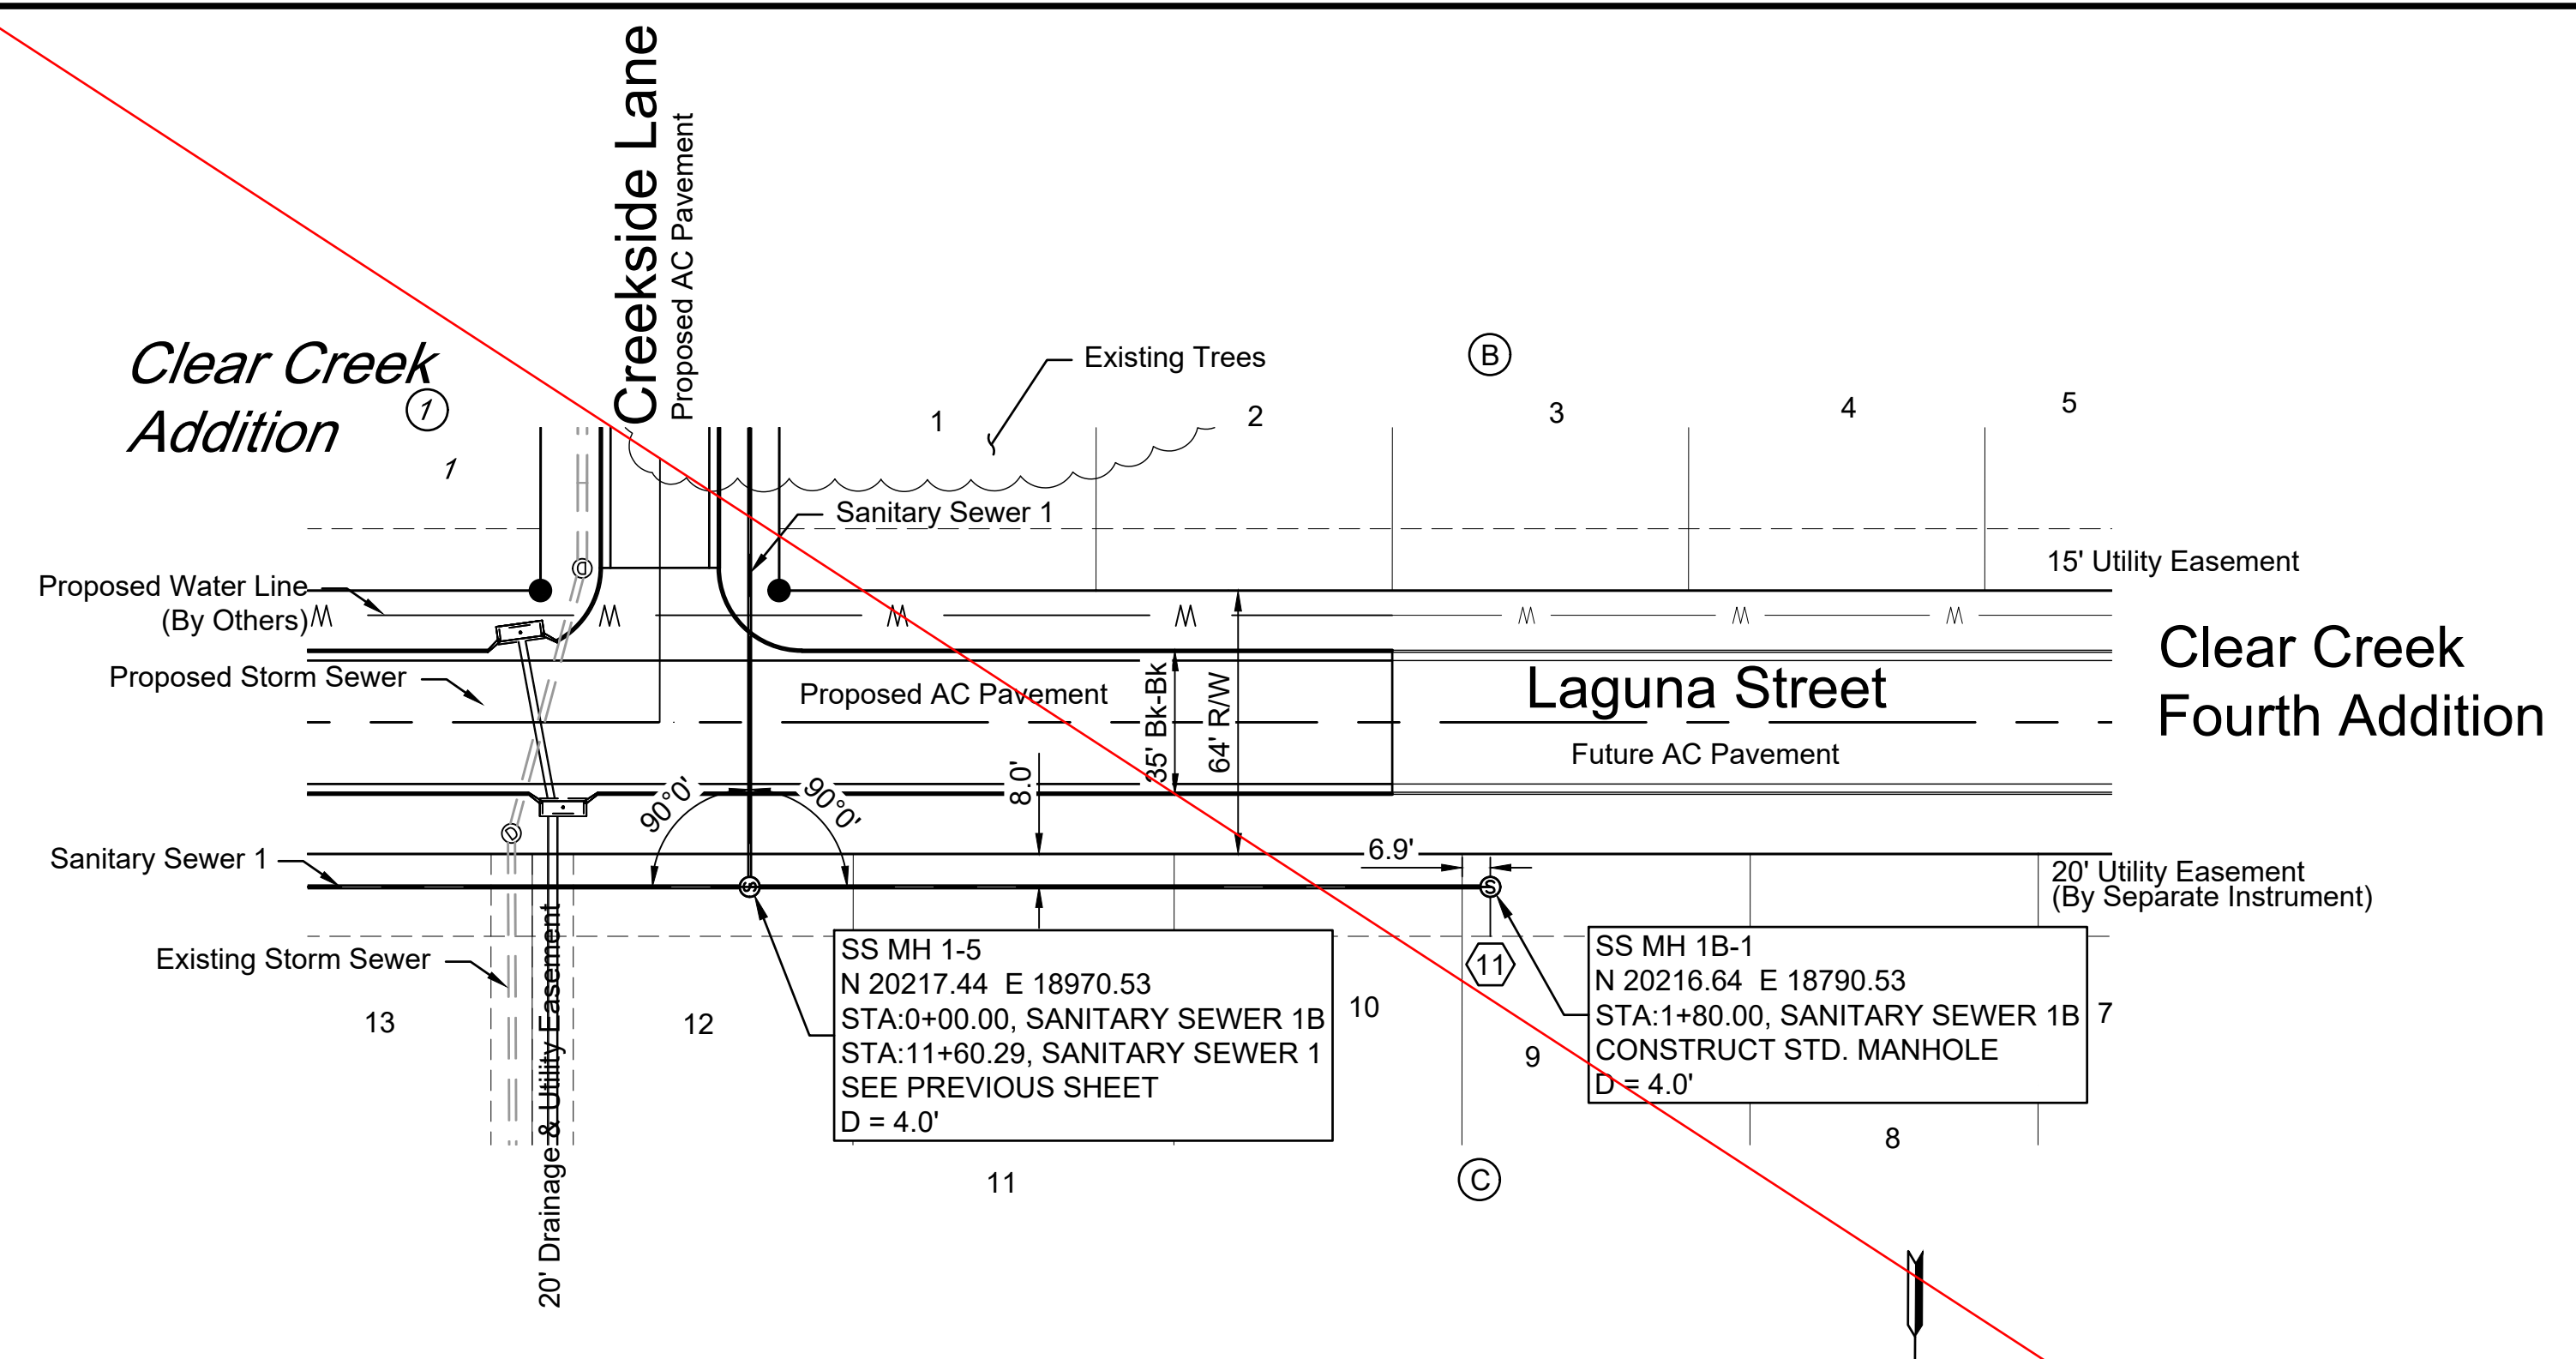 Creekside Lane
Proposed AC Pavement
Clear Creek
Addition
1
1
Existing Trees
B
1
2
3
4
5
Sanitary Sewer 1
15' Utility Easement
Proposed Water Line
(By Others)
W
W
W
W
W
W
W
D
Clear Creek
Fourth Addition
Proposed Storm Sewer
Proposed AC Pavement
35' Bk-Bk
64' R/W
Laguna Street
Future AC Pavement
8.0'
90°0'
90°0'
D
6.9'
Sanitary Sewer 1
S
S
20' Utility Easement
(By Separate Instrument)
20' Drainage & Utility Easement
Existing Storm Sewer
SS MH 1-5
N 20217.44 E 18970.53
STA:0+00.00, SANITARY SEWER 1B
STA:11+60.29, SANITARY SEWER 1
SEE PREVIOUS SHEET
D = 4.0'
11
SS MH 1B-1
N 20216.64 E 18790.53
STA:1+80.00, SANITARY SEWER 1B
CONSTRUCT STD. MANHOLE
D = 4.0'
13
12
10
9
7
8
11
C